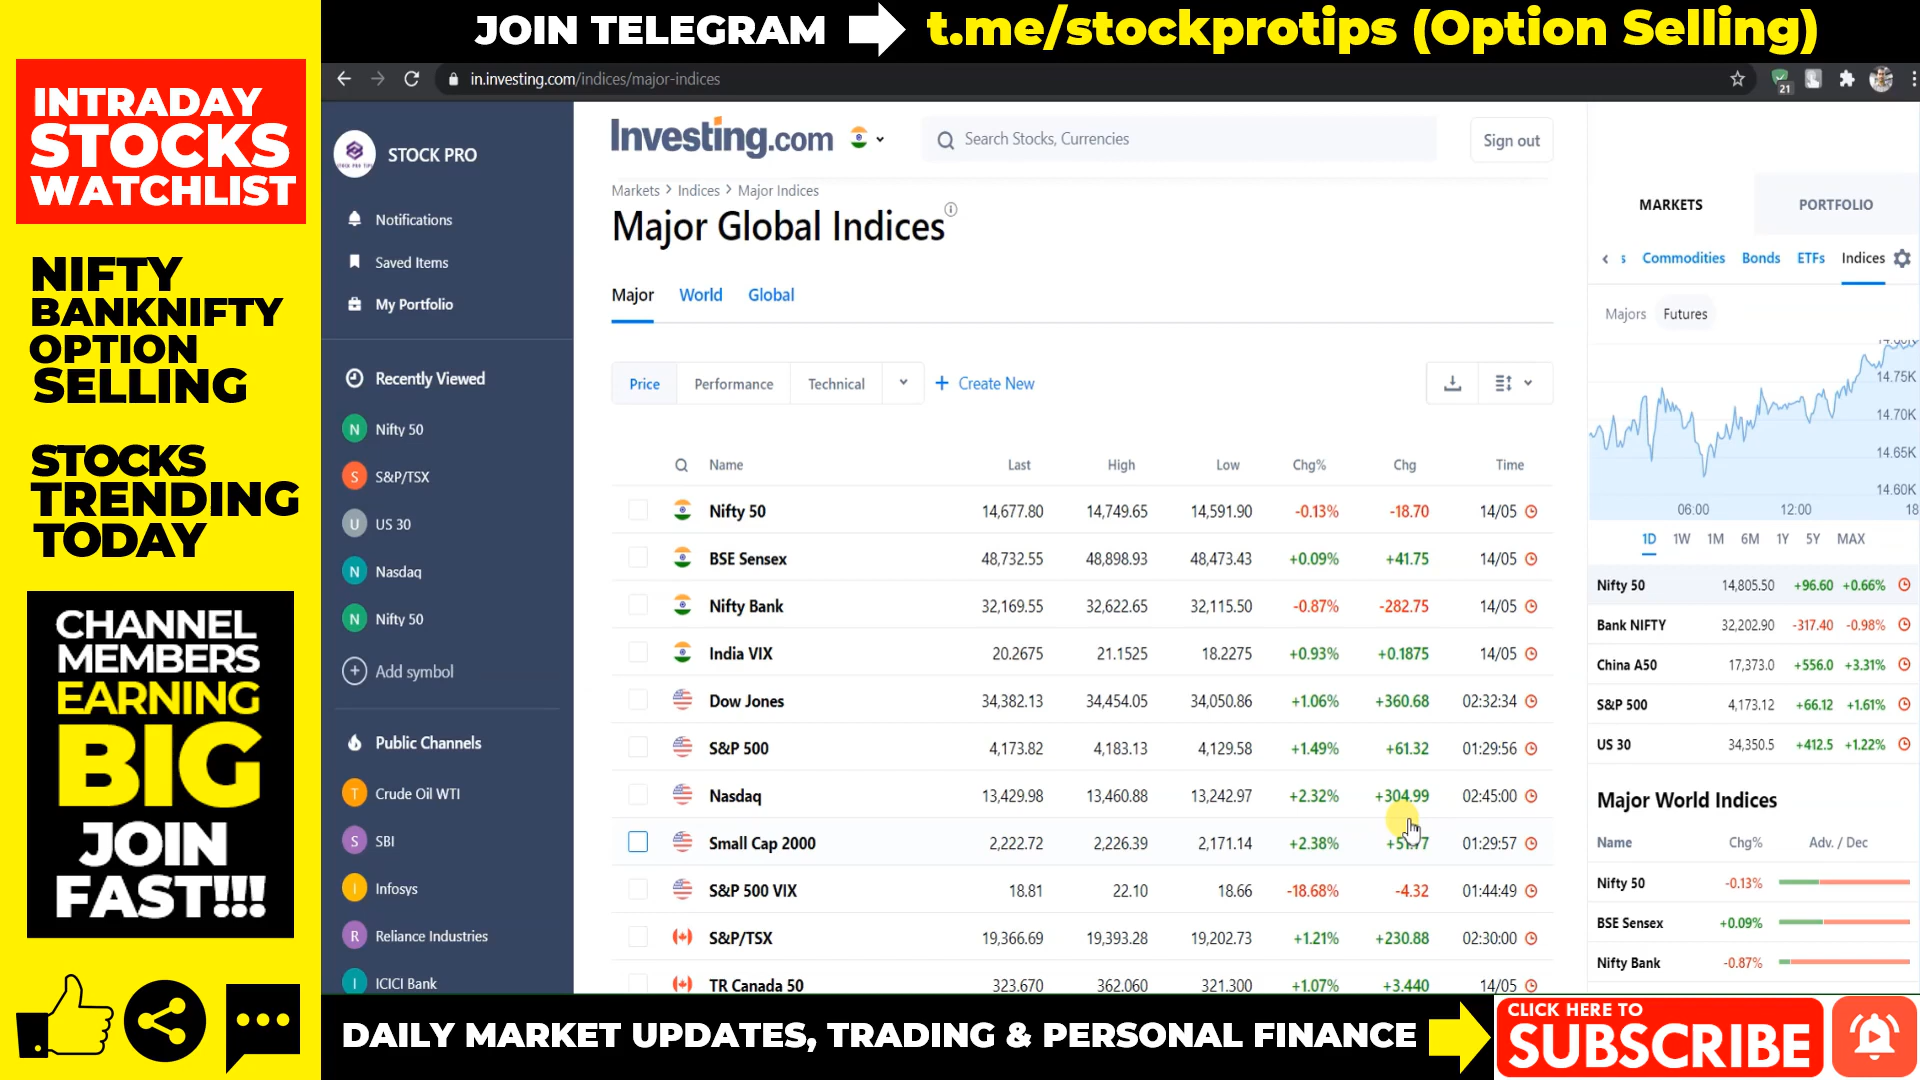 JOIN TELEGRAM t.me/stockprotips (Option Selling)
INTRADAY
STOCKS
WATCHLIST
NIFTY
BANKNIFTY
OPTION
SELLING
STOCKS
TRENDING
TODAY
CHANNEL
MEMBERS
EARNING
BIG
JOIN
FAST!!!
in.investing.com/indices/major-indices
21
STOCK PRO
Notifications
Saved Items
My Portfolio
Recently Viewed
N Nifty 50
S S&P/TSX
U US 30
N Nasdaq
N Nifty 50
Add symbol
Public Channels
T Crude Oil WTI
S SBI
I Infosys
R Reliance Industries
I ICICI Bank
Investing.com
Search Stocks, Currencies
Sign out
Markets > Indices > Major Indices
Major Global Indices
Major World Global
Price Performance Technical + Create New
Name Last High Low Chg% Chg Time
Nifty 50 14,677.80 14,749.65 14,591.90 -0.13% -18.70 14/05
BSE Sensex 48,732.55 48,898.93 48,473.43 +0.09% +41.75 14/05
Nifty Bank 32,169.55 32,622.65 32,115.50 -0.87% -282.75 14/05
India VIX 20.2675 21.1525 18.2275 +0.93% +0.1875 14/05
Dow Jones 34,382.13 34,454.05 34,050.86 +1.06% +360.68 02:32:34
S&P 500 4,173.82 4,183.13 4,129.58 +1.49% +61.32 01:29:56
Nasdaq 13,429.98 13,460.88 13,242.97 +2.32% +304.99 02:45:00
Small Cap 2000 2,222.72 2,226.39 2,171.14 +2.38% 01:29:57
S&P 500 VIX 18.81 22.10 18.66 -18.68% -4.32 01:44:49
S&P/TSX 19,366.69 19,393.28 19,202.73 +1.21% +230.88 02:30:00
TR Canada 50 323.670 362.060 321.300 +1.07% +3.440 14/05
MARKETS PORTFOLIO
s Commodities Bonds ETFs Indices
Majors Futures
14.75K
14.70K
14.65K
14.60K
06:00 12:00 18
1D 1W 1M 6M 1Y 5Y MAX
Nifty 50 14,805.50 +96.60 +0.66%
Bank NIFTY 32,202.90 -317.40 -0.98%
China A50 17,373.0 +556.0 +3.31%
S&P 500 4,173.12 +66.12 +1.61%
US 30 34,350.5 +412.5 +1.22%
Major World Indices
Name Chg% Adv. / Dec
Nifty 50 -0.13%
BSE Sensex +0.09%
Nifty Bank -0.87%
DAILY MARKET UPDATES, TRADING & PERSONAL FINANCE
CLICK HERE TO
SUBSCRIBE